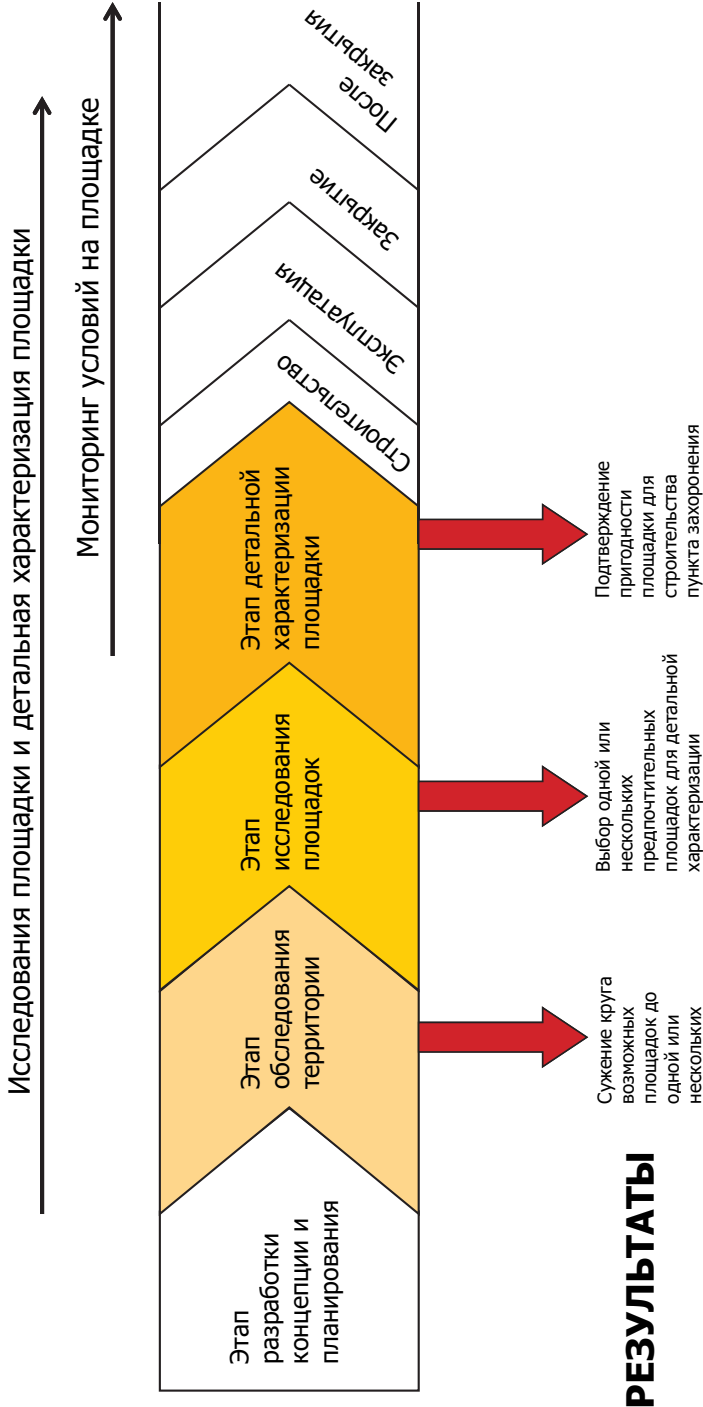 Исследования площадки и детальная характеризация площадки
Мониторинг условий на площадке
Этап
разработки
концепции и
планирования
Этап
обследования
территории
Этап
исследования
площадок
Этап детальной
характеризации
площадки
Строительство
Эксплуатация
Закрытие
После
закрытия
РЕЗУЛЬТАТЫ
Сужение круга
возможных
площадок до
одной или
нескольких
Выбор одной или
нескольких
предпочтительных
площадок для детальной
характеризации
Подтверждение
пригодности
площадки для
строительства
пункта захоронения